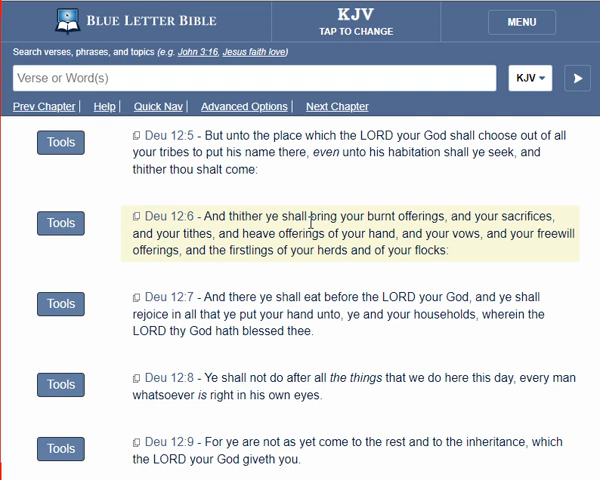 BLUE LETTER BIBLE
KJV
TAP TO CHANGE
MENU
Search verses, phrases, and topics (e.g. John 3:16, Jesus faith love)
Verse or Word(s)
KJV
Prev Chapter | Help | Quick Nav | Advanced Options | Next Chapter
Tools
Deu 12:5 - But unto the place which the LORD your God shall choose out of all
your tribes to put his name there, even unto his habitation shall ye seek, and
thither thou shalt come:
Tools
Deu 12:6 - And thither ye shall bring your burnt offerings, and your sacrifices,
and your tithes, and heave offerings of your hand, and your vows, and your freewill
offerings, and the firstlings of your herds and of your flocks:
Tools
Deu 12:7 - And there ye shall eat before the LORD your God, and ye shall
rejoice in all that ye put your hand unto, ye and your households, wherein the
LORD thy God hath blessed thee.
Tools
Deu 12:8 - Ye shall not do after all the things that we do here this day, every man
whatsoever is right in his own eyes.
Tools
Deu 12:9 - For ye are not as yet come to the rest and to the inheritance, which
the LORD your God giveth you.